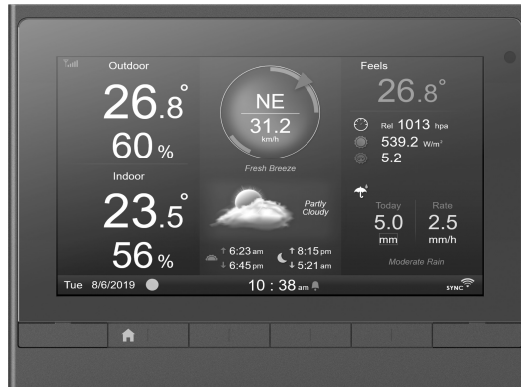 Outdoor
26.8°
60 %
Indoor
23.5°
56 %
NE
31.2
km/h
Fresh Breeze
Partly
Cloudy
↑ 6:23 am
↓ 6:45 pm
↑ 8:15 pm
↓ 5:21 am
Feels
26.8°
Rel 1013 hpa
539.2 W/m²
5.2
Today
5.0
mm
Rate
2.5
mm/h
Moderate Rain
Tue 8/6/2019
10 : 38 am
SYNC